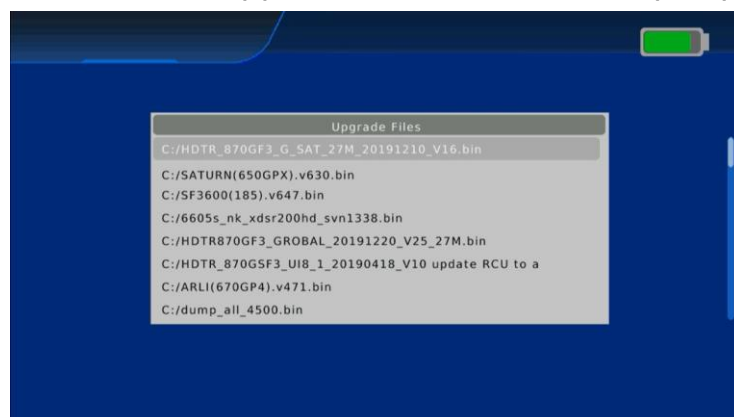 Upgrade Files
C:/HDTR_870GF3_G_SAT_27M_20191210_V16.bin
C:/SATURN(650GPX).v630.bin
C:/SF3600(185).v647.bin
C:/6605s_nk_xdsr200hd_svn1338.bin
C:/HDTR870GF3_GROBAL_20191220_V25_27M.bin
C:/HDTR_870GSF3_UI8_1_20190418_V10 update RCU to a
C:/ARLI(670GP4).v471.bin
C:/dump_all_4500.bin